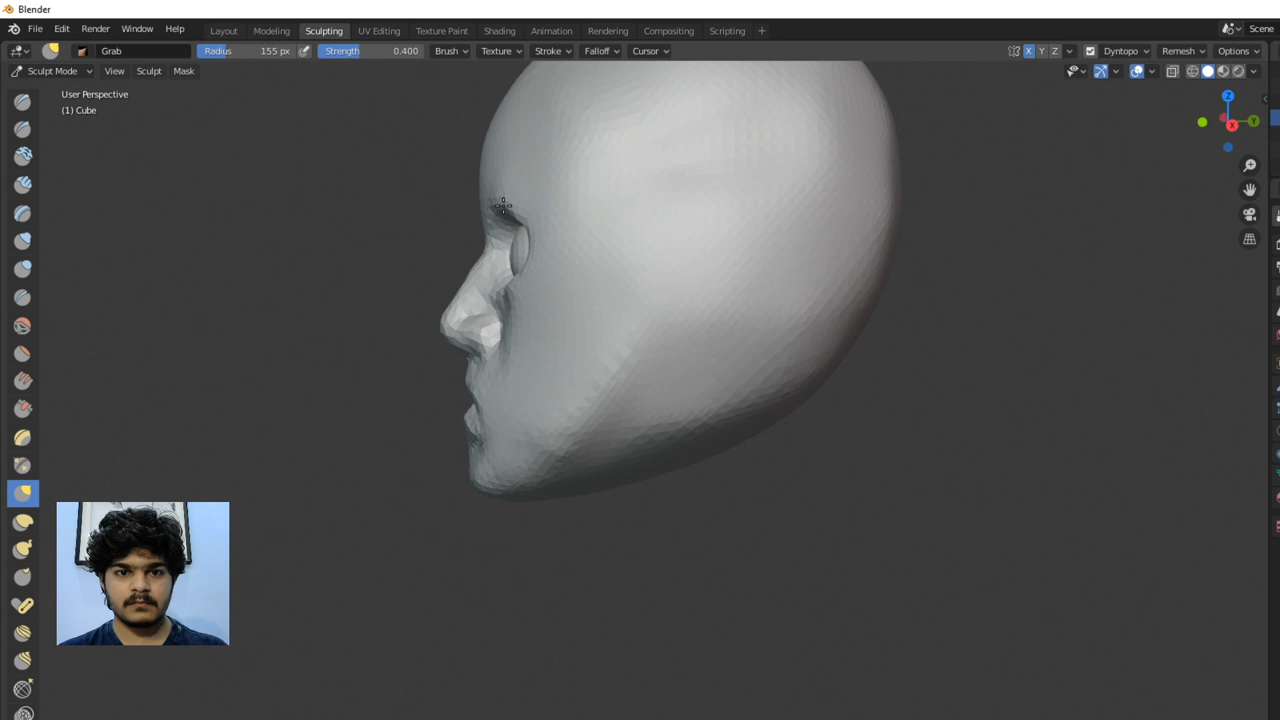 Blender
File Edit Render Window Help Layout Modeling Sculpting UV Editing Texture Paint Shading Animation Rendering Compositing Scripting + Scene
Grab Radius 155 px Strength 0.400 Brush Texture Stroke Falloff Cursor X Y Z Dyntopo Remesh Options
Sculpt Mode View Sculpt Mask
User Perspective
(1) Cube
Z
Y
X